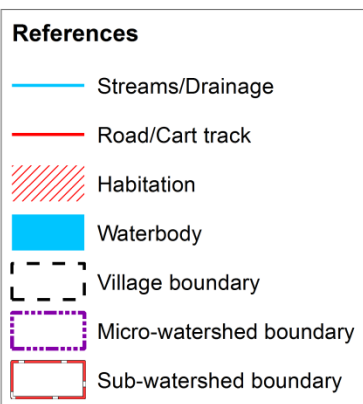 References
Streams/Drainage
Road/Cart track
Habitation
Waterbody
Village boundary
Micro-watershed boundary
Sub-watershed boundary